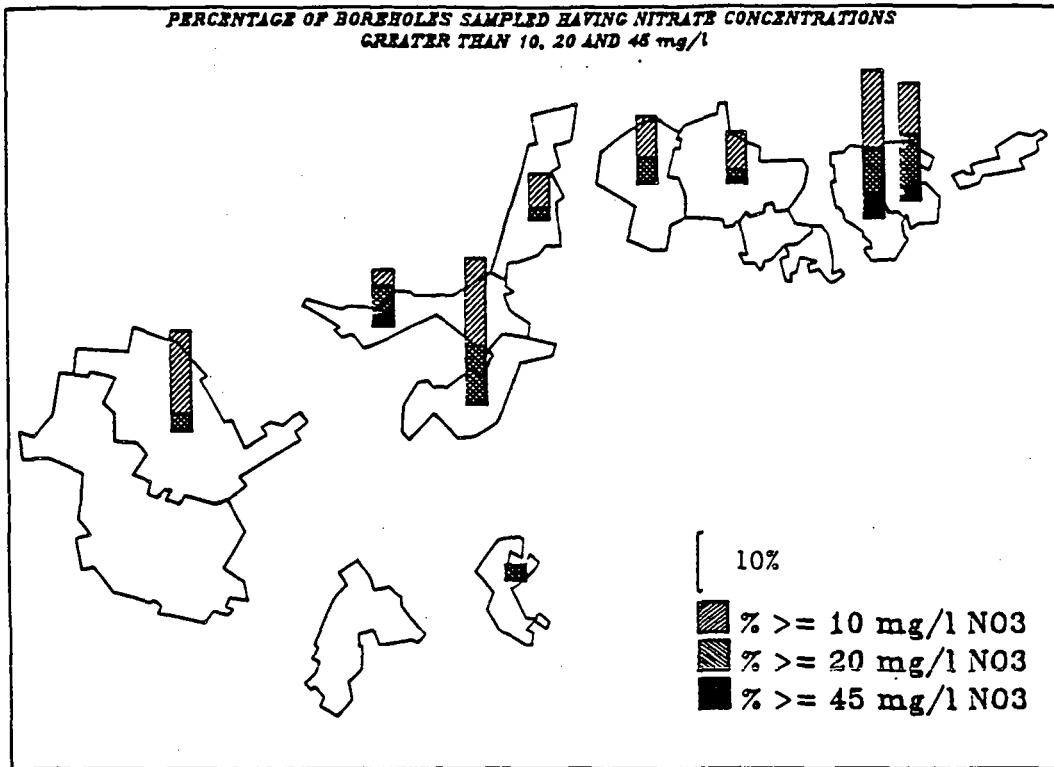 PERCENTAGE OF BOREHOLES SAMPLED HAVING NITRATE CONCENTRATIONS
GREATER THAN 10, 20 AND 45 mg/l
10%
% >= 10 mg/l NO3
% >= 20 mg/l NO3
% >= 45 mg/l NO3